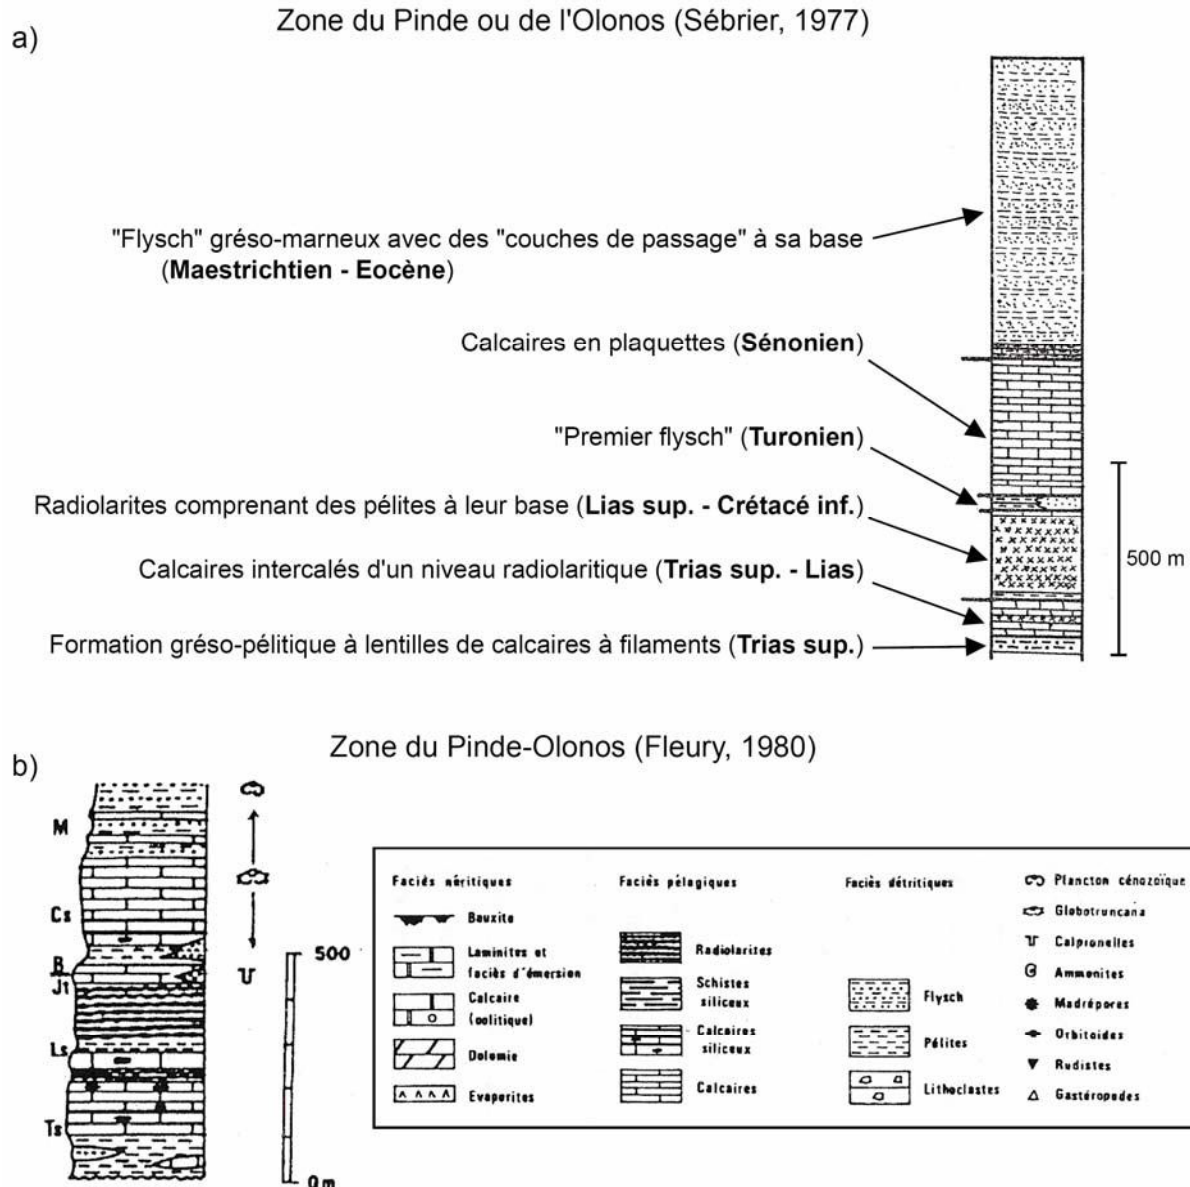 Zone du Pinde ou de l'Olonos (Sébrier, 1977)
a)
"Flysch" gréso-marneux avec des "couches de passage" à sa base
(Maestrichtien - Eocène)
Calcaires en plaquettes (Sénonien)
"Premier flysch" (Turonien)
Radiolarites comprenant des pélites à leur base (Lias sup. - Crétacé inf.)
Calcaires intercalés d'un niveau radiolaritique (Trias sup. - Lias)
Formation gréso-pélitique à lentilles de calcaires à filaments (Trias sup.)
500 m
Zone du Pinde-Olonos (Fleury, 1980)
b)
M
Cs
B
Jt
Ls
Ts
500
0m
Faciès néritiques
Bauxite
Laminites et
faciès d'émersion
Calcaire
(oolitique)
Dolomie
Evaporites
Faciès pélagiques
Radiolarites
Schistes
siliceux
Calcaires
siliceux
Calcaires
Faciès détritiques
Flysch
Pélites
Lithoclastes
Plancton cénozoïque
Globotruncana
Calpionelles
Ammonites
Madrépores
Orbitoides
Rudistes
Gastéropodes